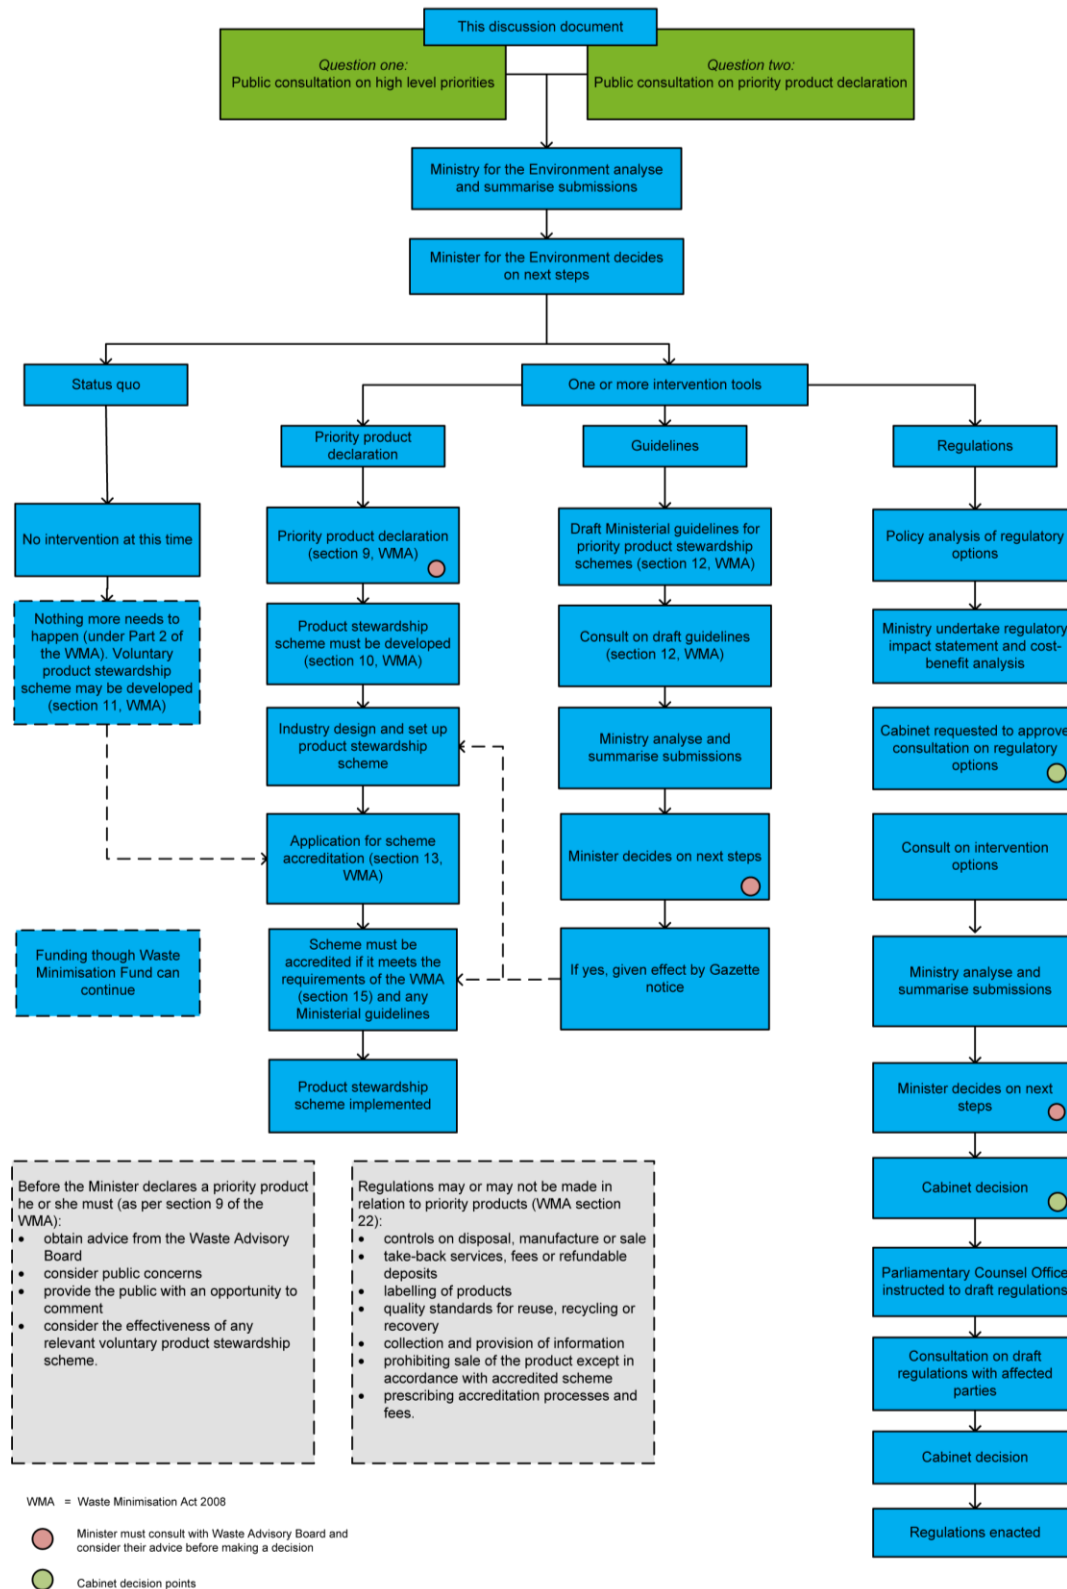 This discussion document
Question one:
Public consultation on high level priorities
Question two:
Public consultation on priority product declaration
Ministry for the Environment analyse
and summarise submissions
Minister for the Environment decides
on next steps
Status quo
One or more intervention tools
Priority product
declaration
Guidelines
Regulations
No intervention at this time
Priority product declaration
(section 9, WMA)
Draft Ministerial guidelines for
priority product stewardship
schemes (section 12, WMA)
Policy analysis of regulatory
options
Nothing more needs to
happen (under Part 2 of
the WMA). Voluntary
product stewardship
scheme may be developed
(section 11, WMA)
Product stewardship
scheme must be developed
(section 10, WMA)
Consult on draft guidelines
(section 12, WMA)
Ministry undertake regulatory
impact statement and cost-
benefit analysis
Industry design and set up
product stewardship
scheme
Ministry analyse and
summarise submissions
Cabinet requested to approve
consultation on regulatory
options
Application for scheme
accreditation (section 13,
WMA)
Minister decides on next steps
Consult on intervention
options
Funding though Waste
Minimisation Fund can
continue
Scheme must be
accredited if it meets the
requirements of the WMA
(section 15) and any
Ministerial guidelines
If yes, given effect by Gazette
notice
Ministry analyse and
summarise submissions
Product stewardship
scheme implemented
Minister decides on next
steps
Cabinet decision
Parliamentary Counsel Office
instructed to draft regulations
Consultation on draft
regulations with affected
parties
Cabinet decision
Regulations enacted
Before the Minister declares a priority product
he or she must (as per section 9 of the
WMA):
• obtain advice from the Waste Advisory
Board
• consider public concerns
• provide the public with an opportunity to
comment
• consider the effectiveness of any
relevant voluntary product stewardship
scheme.
Regulations may or may not be made in
relation to priority products (WMA section
22):
• controls on disposal, manufacture or sale
• take-back services, fees or refundable
deposits
• labelling of products
• quality standards for reuse, recycling or
recovery
• collection and provision of information
• prohibiting sale of the product except in
accordance with accredited scheme
• prescribing accreditation processes and
fees.
WMA = Waste Minimisation Act 2008
Minister must consult with Waste Advisory Board and
consider their advice before making a decision
Cabinet decision points